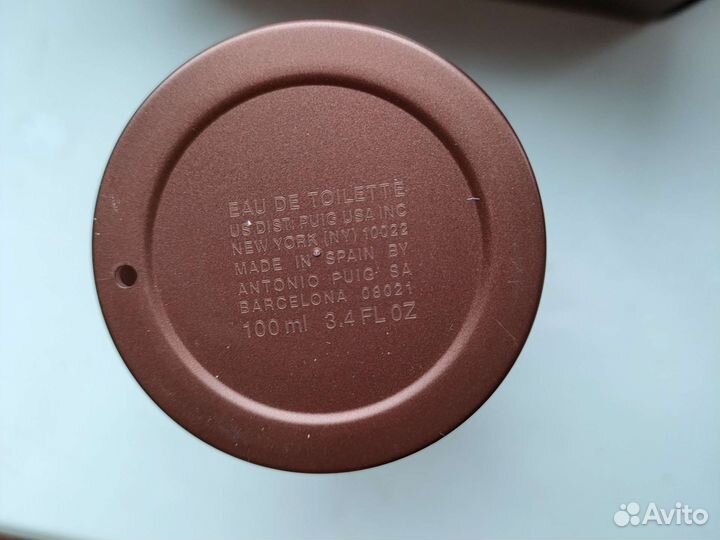 EAU DE TOILETTE
US DIST: PUIG USA INC
NEW YORK (NY) 10022
MADE IN SPAIN BY
ANTONIO PUIG SA
BARCELONA 08021
100 ml 3.4 FL OZ
Avito